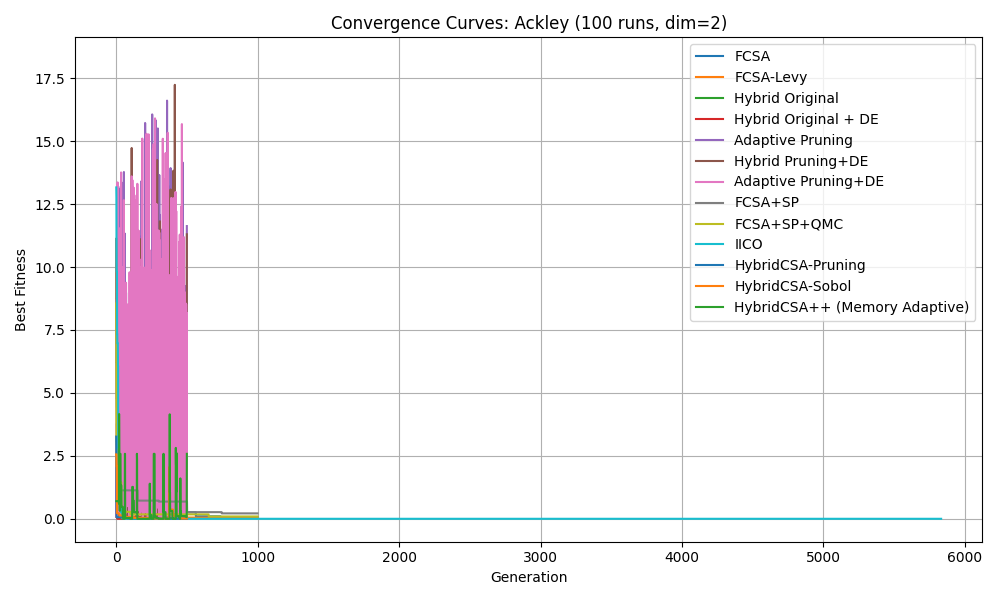 Convergence Curves: Ackley (100 runs, dim=2)
FCSA
FCSA-Levy
Hybrid Original
Hybrid Original + DE
Adaptive Pruning
Hybrid Pruning+DE
Adaptive Pruning+DE
FCSA+SP
FCSA+SP+QMC
IICO
HybridCSA-Pruning
HybridCSA-Sobol
HybridCSA++ (Memory Adaptive)
Best Fitness
17.5
15.0
12.5
10.0
7.5
5.0
2.5
0.0
0 1000 2000 3000 4000 5000 6000
Generation